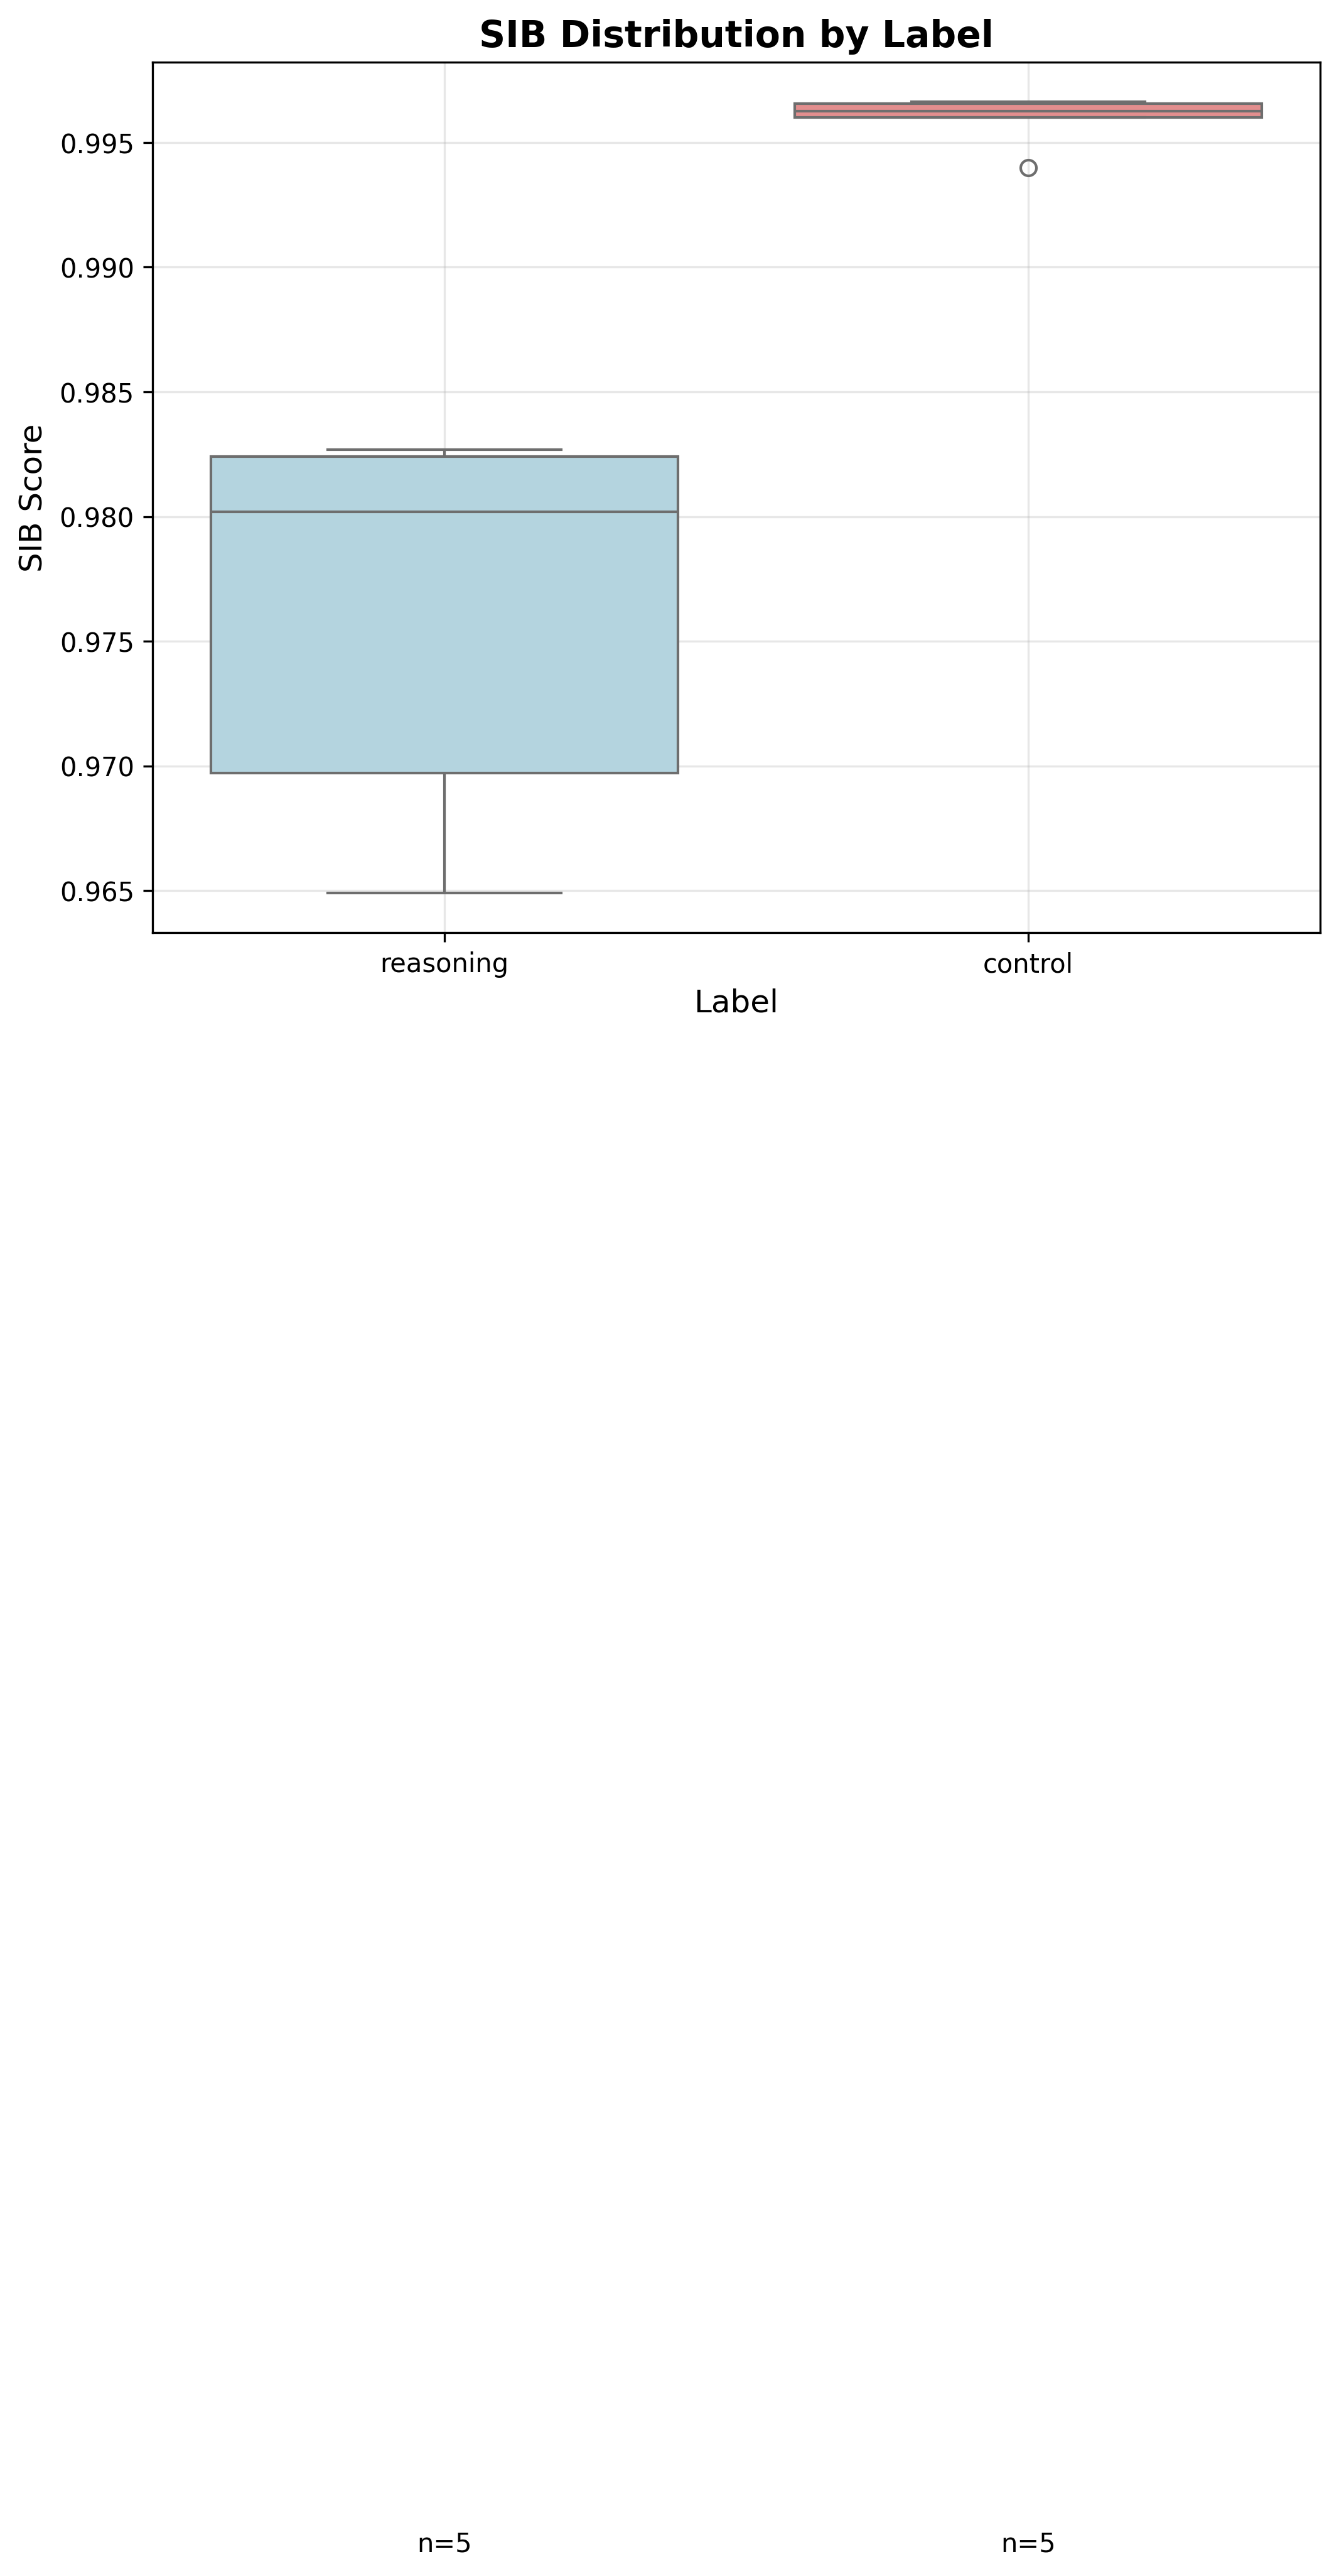 SIB Distribution by Label
SIB Score
0.995
0.990
0.985
0.980
0.975
0.970
0.965
reasoning control
Label
n=5 n=5